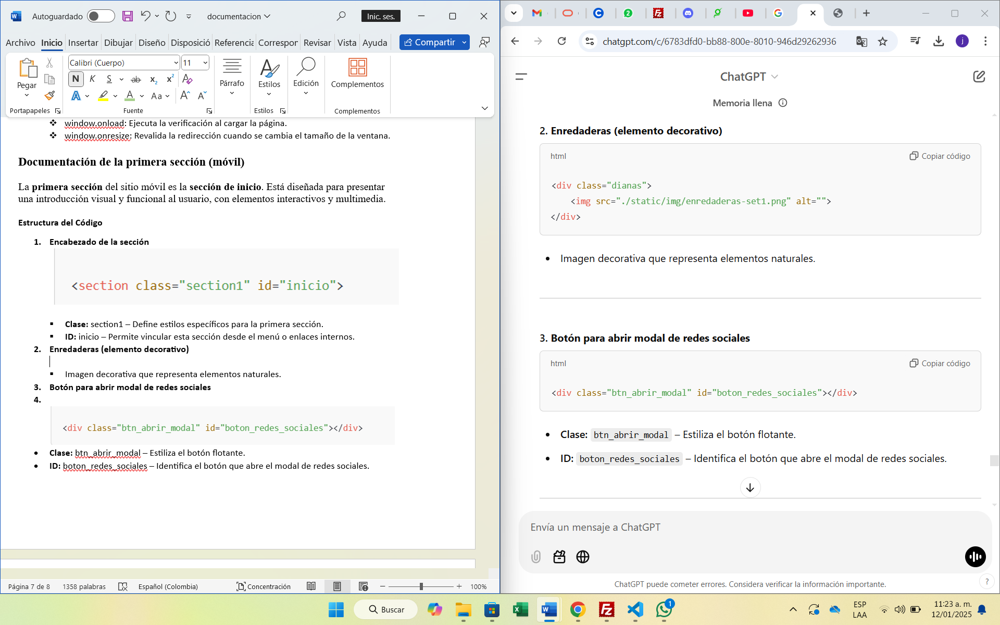 Autoguardado
documentacion
Inic. ses.
Archivo Inicio Insertar Dibujar Diseño Disposició Referencia Correspor Revisar Vista Ayuda Compartir
Pegar
Portapapeles
Calibri (Cuerpo) 11
N K S ab x₂ x² A
A A Aa A A
Fuente
Párrafo
Estilos
Estilos
Edición
Complementos
Complementos
window.onload: Ejecuta la verificación al cargar la página.
window.onresize: Revalida la redirección cuando se cambia el tamaño de la ventana.
Documentación de la primera sección (móvil)
La primera sección del sitio móvil es la sección de inicio. Está diseñada para presentar
una introducción visual y funcional al usuario, con elementos interactivos y multimedia.
Estructura del Código
1. Encabezado de la sección
<section class="section1" id="inicio">
Clase: section1 – Define estilos específicos para la primera sección.
ID: inicio – Permite vincular esta sección desde el menú o enlaces internos.
2. Enredaderas (elemento decorativo)
Imagen decorativa que representa elementos naturales.
3. Botón para abrir modal de redes sociales
4.
<div class="btn_abrir_modal" id="boton_redes_sociales"></div>
Clase: btn_abrir_modal – Estiliza el botón flotante.
ID: boton_redes_sociales – Identifica el botón que abre el modal de redes sociales.
Página 7 de 8 1358 palabras Español (Colombia) Concentración 100%
chatgpt.com/c/6783dfd0-bb88-800e-8010-946d29262936
j
ChatGPT
Memoria llena
2. Enredaderas (elemento decorativo)
html Copiar código
<div class="dianas">
<img src="./static/img/enredaderas-set1.png" alt="">
</div>
Imagen decorativa que representa elementos naturales.
3. Botón para abrir modal de redes sociales
html Copiar código
<div class="btn_abrir_modal" id="boton_redes_sociales"></div>
Clase: btn_abrir_modal – Estiliza el botón flotante.
ID: boton_redes_sociales – Identifica el botón que abre el modal de redes sociales.
Envía un mensaje a ChatGPT
ChatGPT puede cometer errores. Considera verificar la información importante.
?
Buscar
1
ESP
LAA
11:23 a. m.
12/01/2025